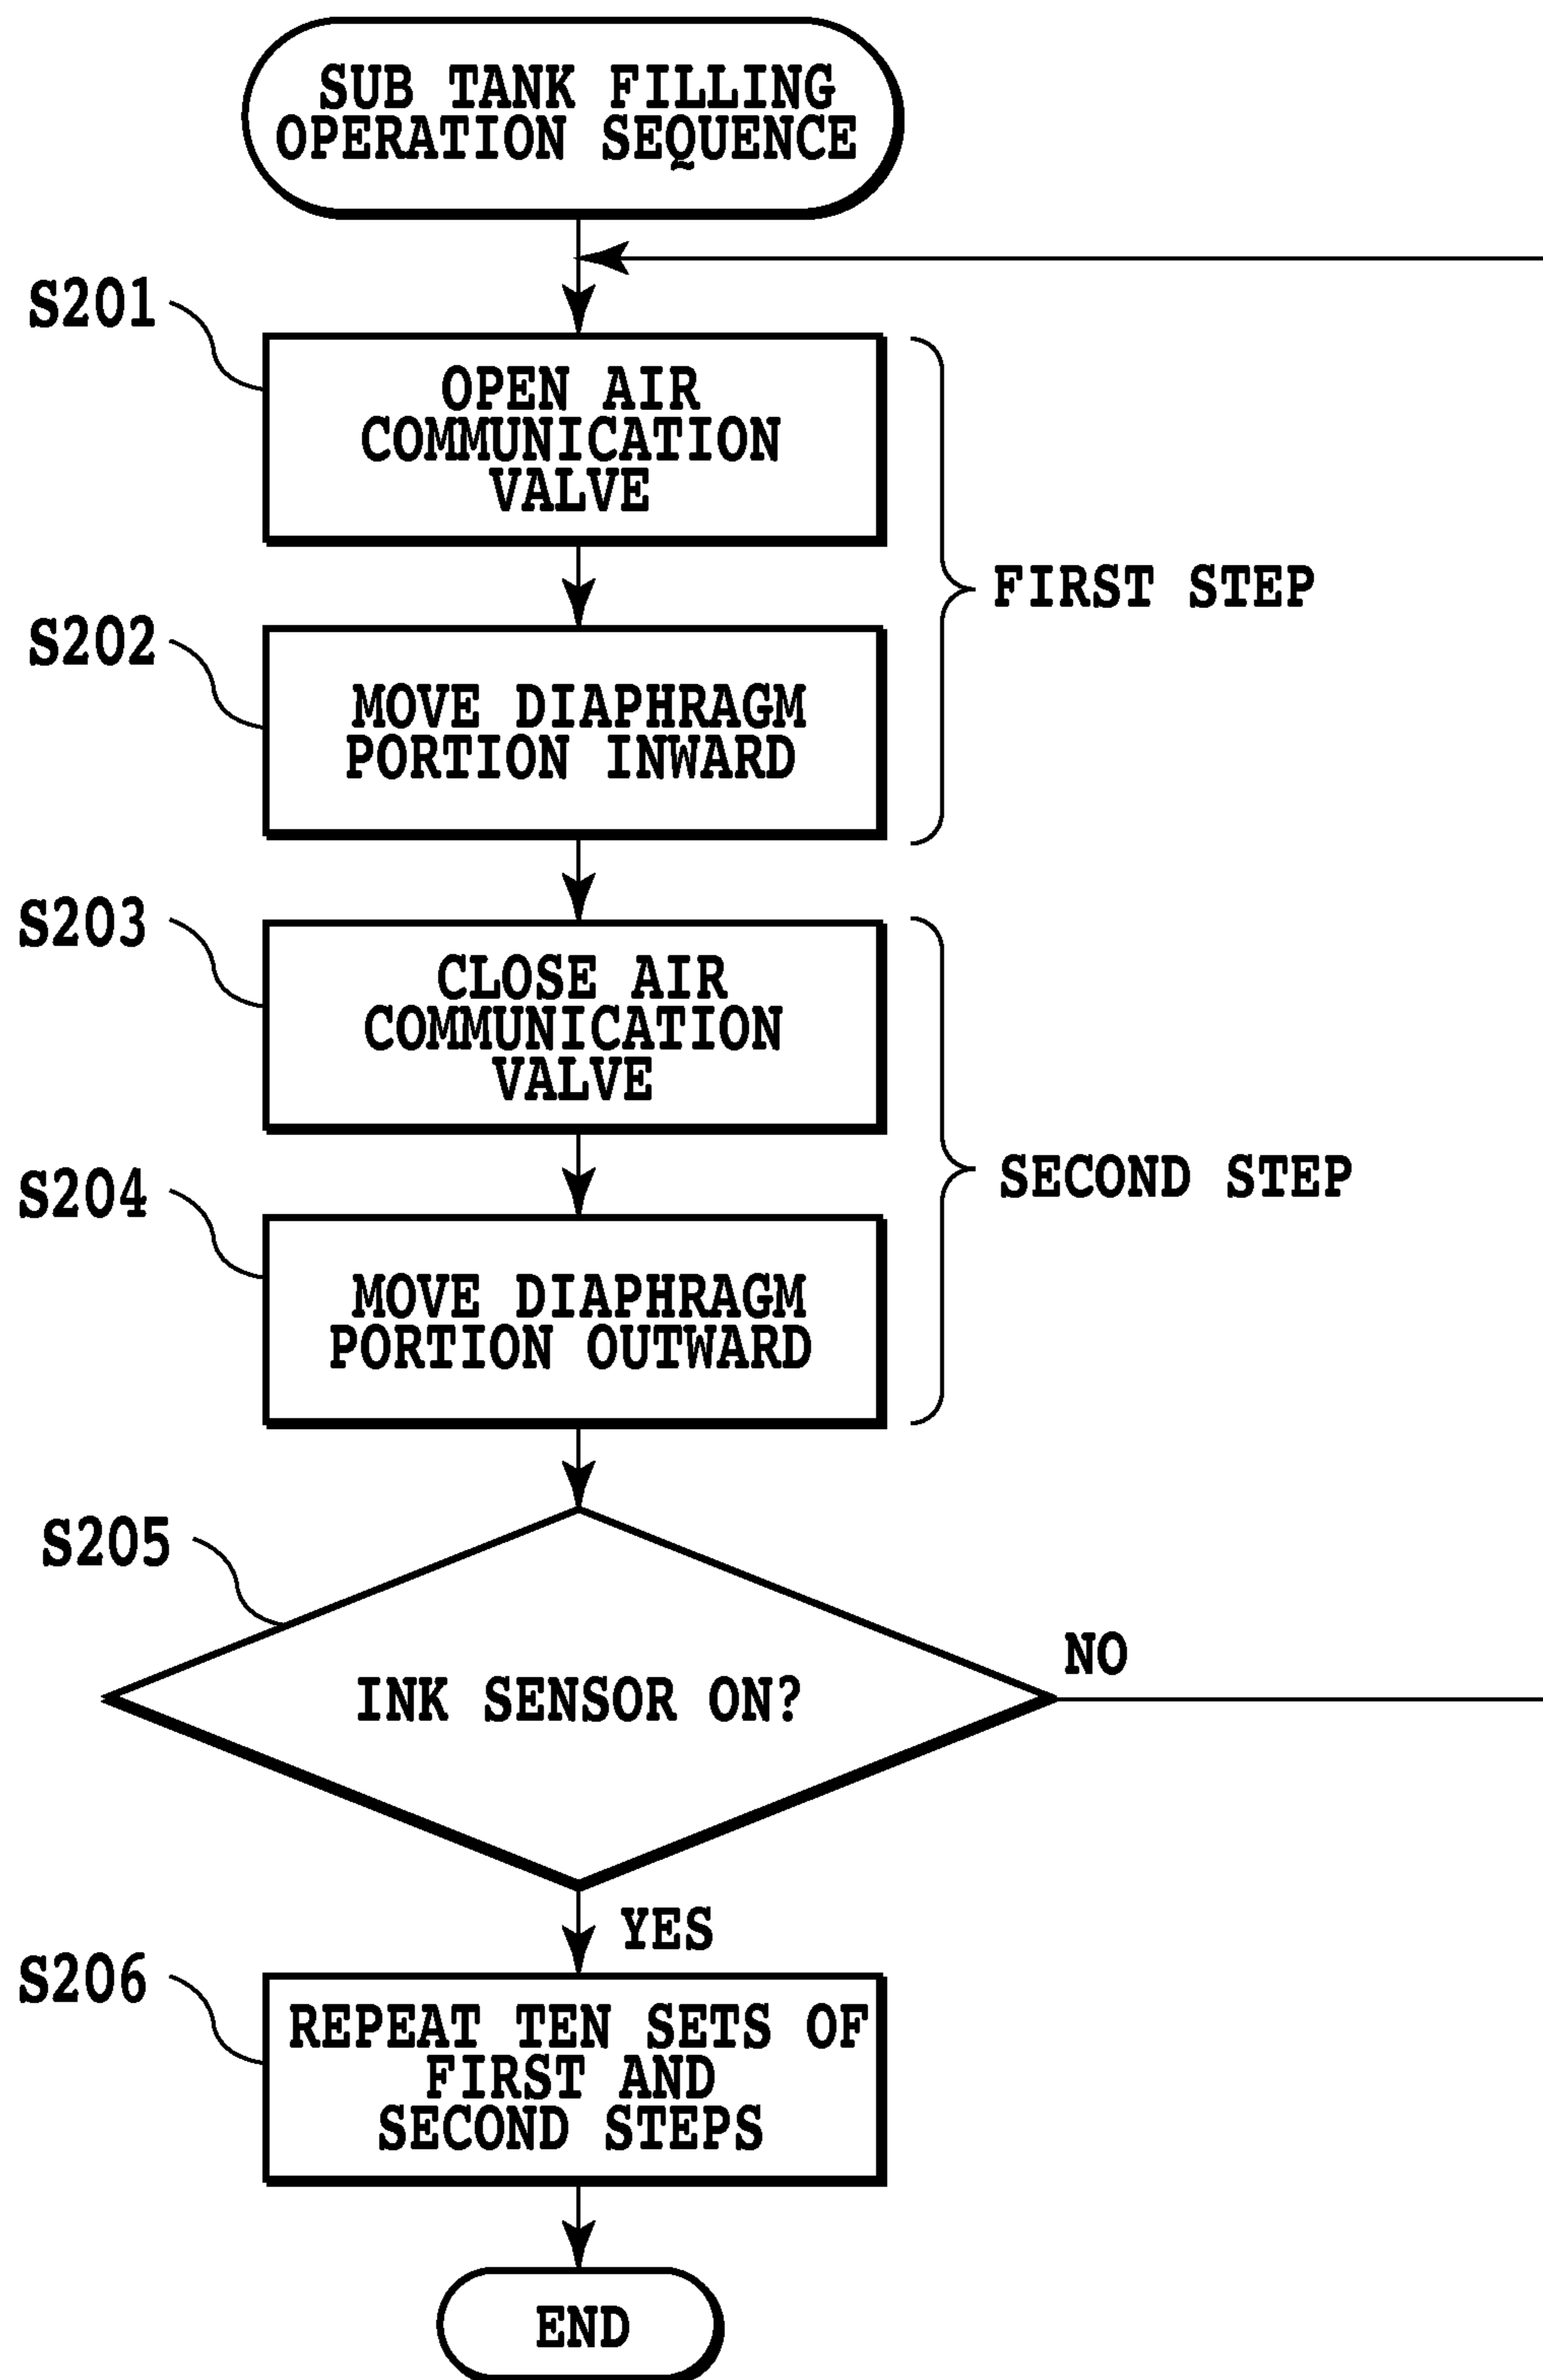 SUB TANK FILLING
OPERATION SEQUENCE
S201
OPEN AIR
COMMUNICATION
VALVE
FIRST STEP
S202
MOVE DIAPHRAGM
PORTION INWARD
S203
CLOSE AIR
COMMUNICATION
VALVE
SECOND STEP
S204
MOVE DIAPHRAGM
PORTION OUTWARD
S205
INK SENSOR ON?
NO
YES
S206
REPEAT TEN SETS OF
FIRST AND
SECOND STEPS
END